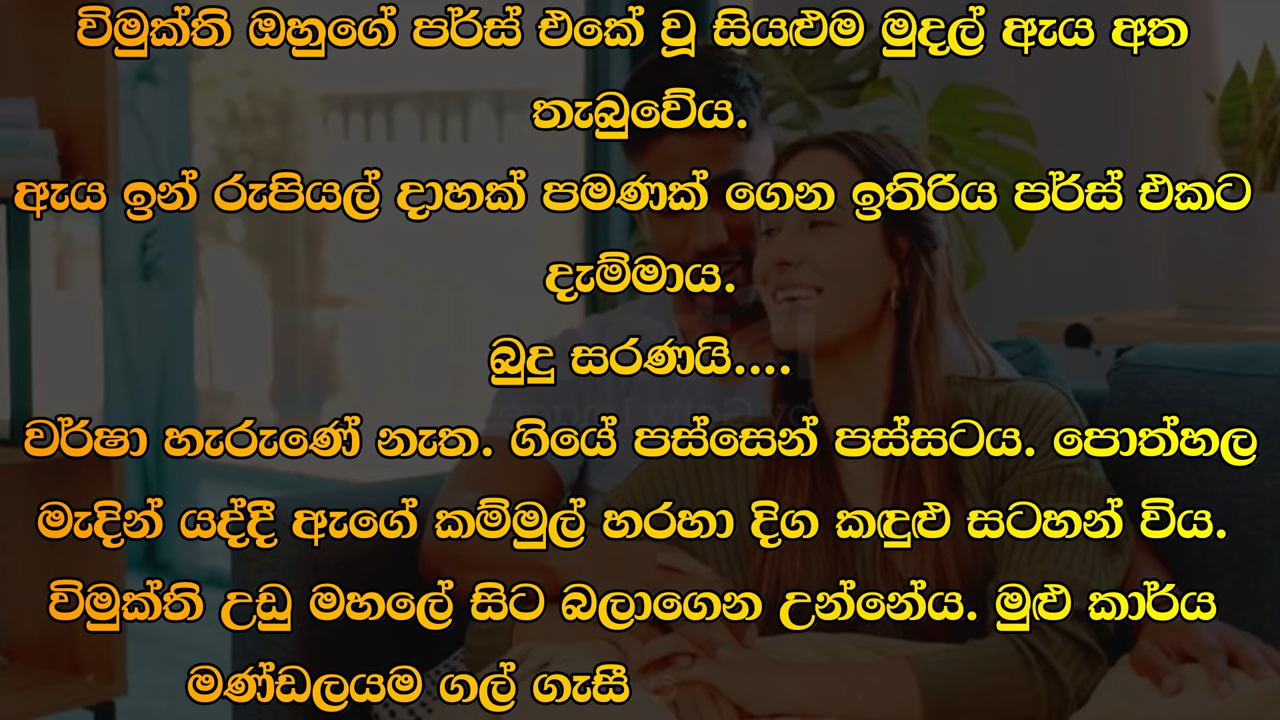 විමුක්ති ඔහුගේ පර්ස් එකේ වූ සියළුම මුදල් ඇය අත
තැබුවේය.
ඇය ඉන් රුපියල් දාහක් පමණක් ගෙන ඉතිරිය පර්ස් එකට
දැම්මාය.
බුදු සරණයි....
වර්ෂා හැරුණේ නැත. ගියේ පස්සෙන් පස්සටය. පොත්හල
මැදින් යද්දී ඇගේ කම්මුල් හරහා දිග කඳුළු සටහන් විය.
විමුක්ති උඩු මහලේ සිට බලාගෙන උන්නේය. මුළු කාර්ය
මණ්ඩලයම ගල් ගැසී